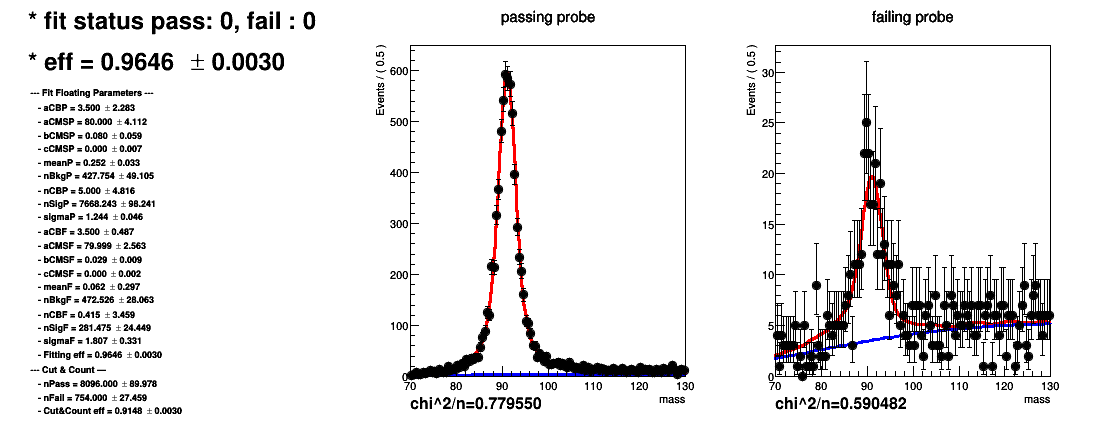 * fit status pass: 0, fail : 0
* eff = 0.9646 ± 0.0030
--- Fit Floating Parameters ---
- aCBP = 3.500 ± 2.283
- aCMSP = 80.000 ± 4.112
- bCMSP = 0.080 ± 0.059
- cCMSP = 0.000 ± 0.007
- meanP = 0.252 ± 0.033
- nBkgP = 427.754 ± 49.105
- nCBP = 5.000 ± 4.816
- nSigP = 7668.243 ± 98.241
- sigmaP = 1.244 ± 0.046
- aCBF = 3.500 ± 0.487
- aCMSF = 79.999 ± 2.563
- bCMSF = 0.029 ± 0.009
- cCMSF = 0.000 ± 0.002
- meanF = 0.062 ± 0.297
- nBkgF = 472.526 ± 28.063
- nCBF = 0.415 ± 3.459
- nSigF = 281.475 ± 24.449
- sigmaF = 1.807 ± 0.331
- Fitting eff = 0.9646 ± 0.0030
--- Cut & Count ---
- nPass = 8096.000 ± 89.978
- nFail = 754.000 ± 27.459
- Cut&Count eff = 0.9148 ± 0.0030
passing probe
Events / ( 0.5 )
600
500
400
300
200
100
0
70 80 90 100 110 120 130
mass
chi^2/n=0.779550
failing probe
Events / ( 0.5 )
30
25
20
15
10
5
0
70 80 90 100 110 120 130
mass
chi^2/n=0.590482